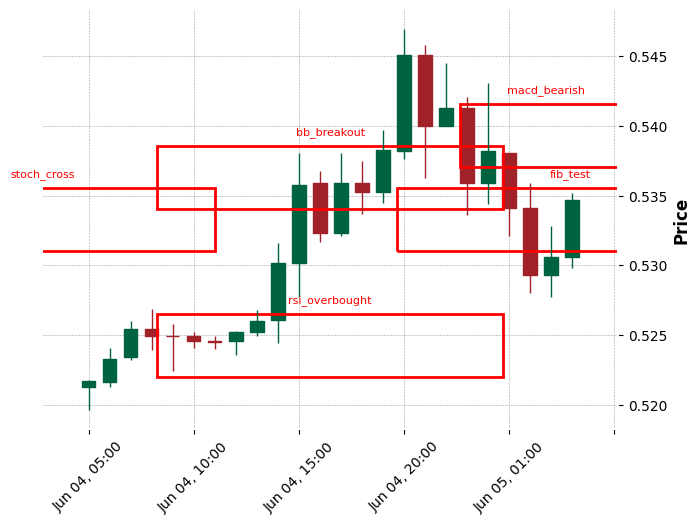 0.545
macd_bearish
0.540
bb_breakout
stoch_cross
fib_test
0.535
Price
0.530
rsi_overbought
0.525
0.520
Jun 04, 05:00
Jun 04, 10:00
Jun 04, 15:00
Jun 04, 20:00
Jun 05, 01:00